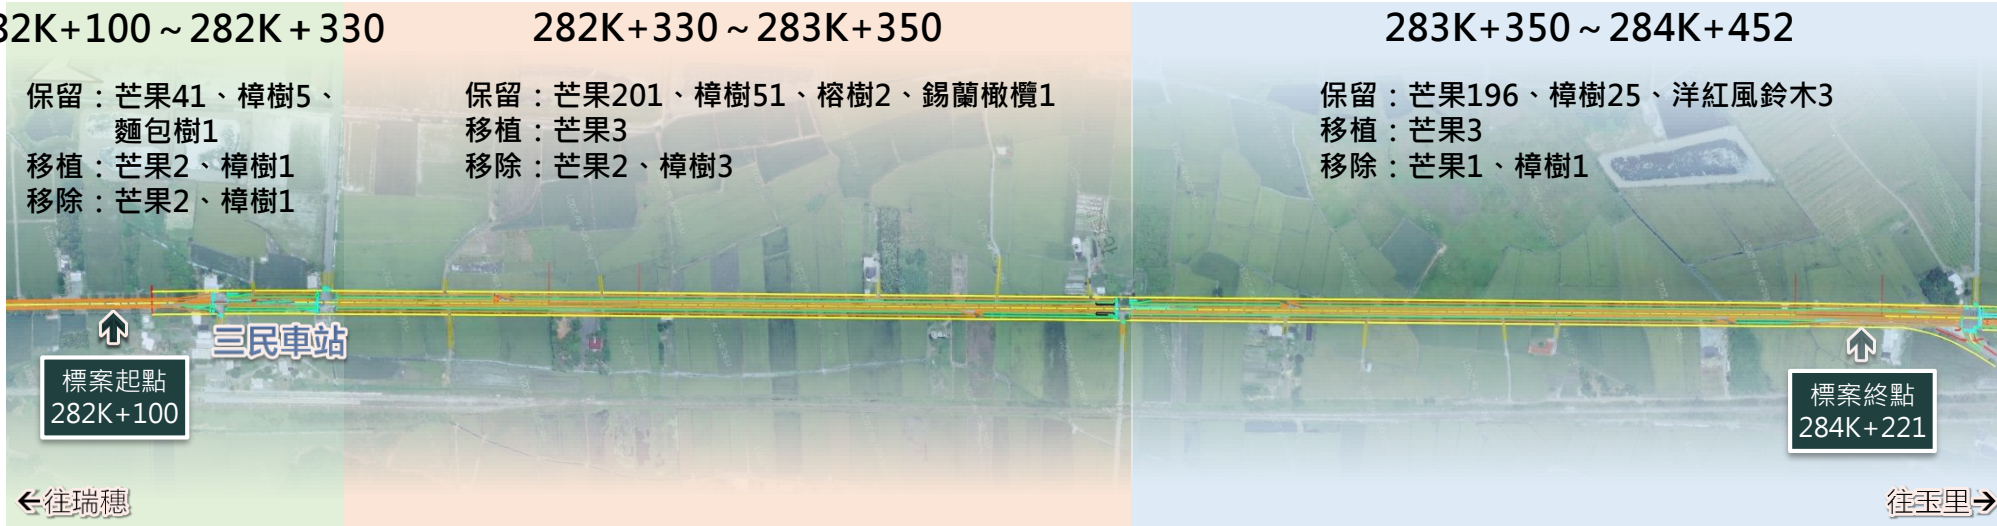 82K+100～282K+330
保留：芒果41、樟樹5、
麵包樹1
移植：芒果2、樟樹1
移除：芒果2、樟樹1
282K+330～283K+350
保留：芒果201、樟樹51、榕樹2、錫蘭橄欖1
移植：芒果3
移除：芒果2、樟樹3
283K+350～284K+452
保留：芒果196、樟樹25、洋紅風鈴木3
移植：芒果3
移除：芒果1、樟樹1
三民車站
標案起點
282K+100
標案終點
284K+221
←往瑞穗
往玉里→